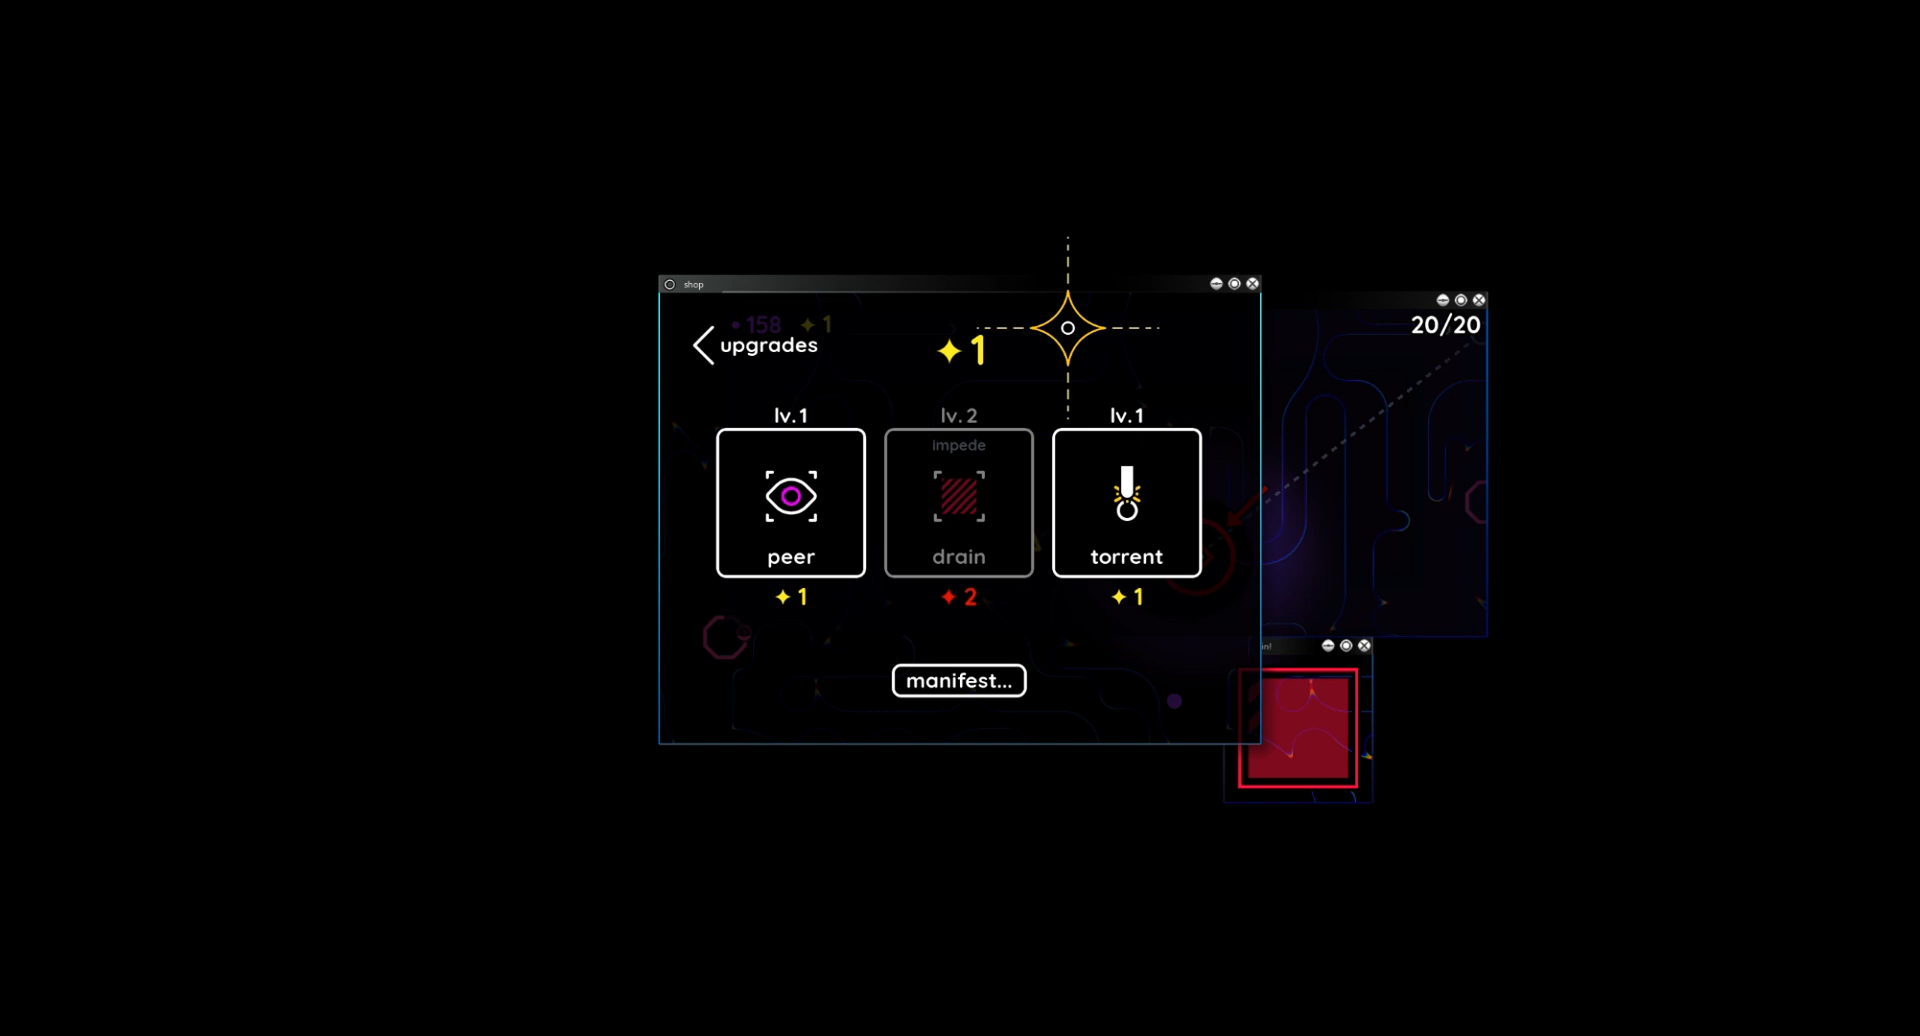 shop
158 1
20/20
upgrades
1
lv.1
lv.2
lv.1
impede
peer
drain
torrent
1
2
1
in!
manifest...